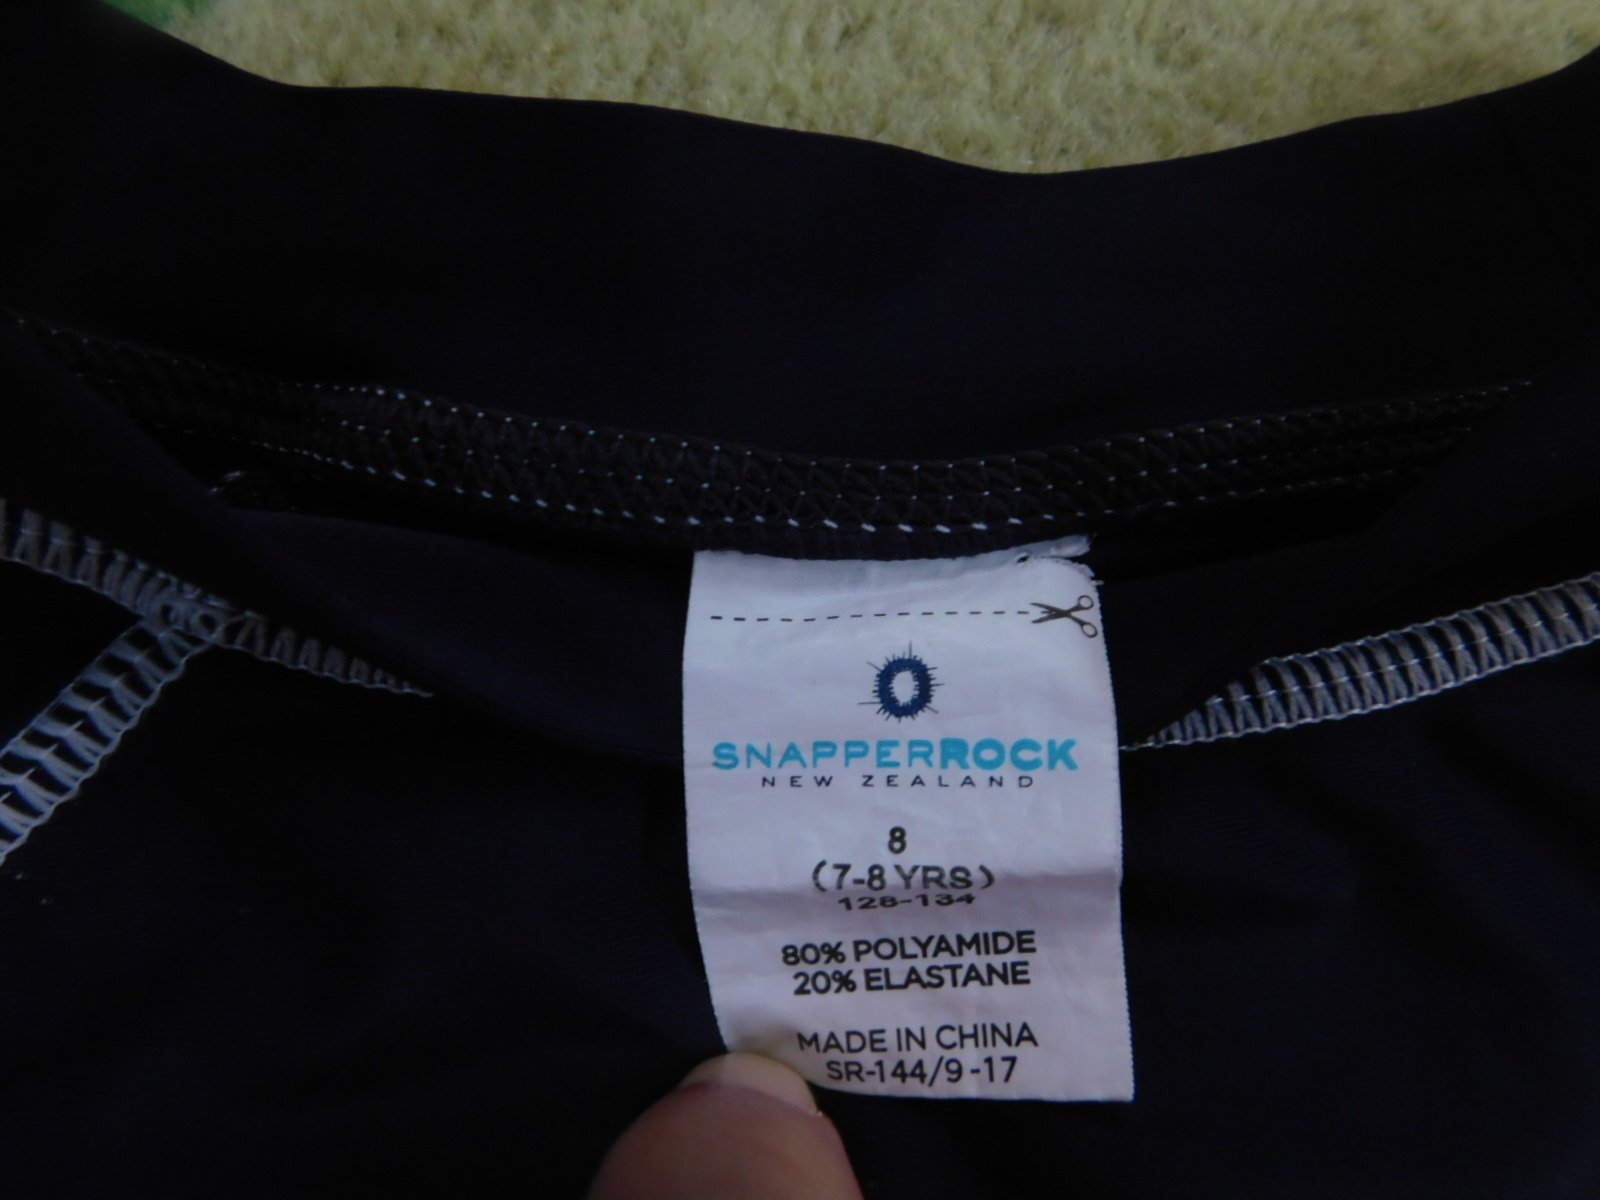 SNAPPERROCK
NEW ZEALAND
8
(7-8 YRS)
128-134
80% POLYAMIDE
20% ELASTANE
MADE IN CHINA
SR-144/9-17